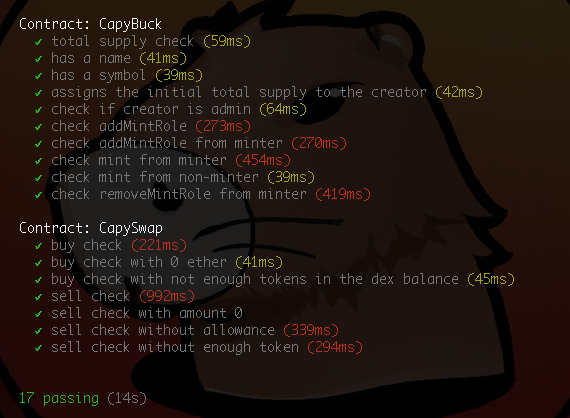 Contract: CapyBuck
✓ total supply check (59ms)
✓ has a name (41ms)
✓ has a symbol (39ms)
✓ assigns the initial total supply to the creator (42ms)
✓ check if creator is admin (64ms)
✓ check addMintRole (273ms)
✓ check addMintRole from minter (270ms)
✓ check mint from minter (454ms)
✓ check mint from non-minter (39ms)
✓ check removeMintRole from minter (419ms)
Contract: CapySwap
✓ buy check (221ms)
✓ buy check with 0 ether (41ms)
✓ buy check with not enough tokens in the dex balance (45ms)
✓ sell check (992ms)
✓ sell check with amount 0
✓ sell check without allowance (339ms)
✓ sell check without enough token (294ms)
17 passing (14s)